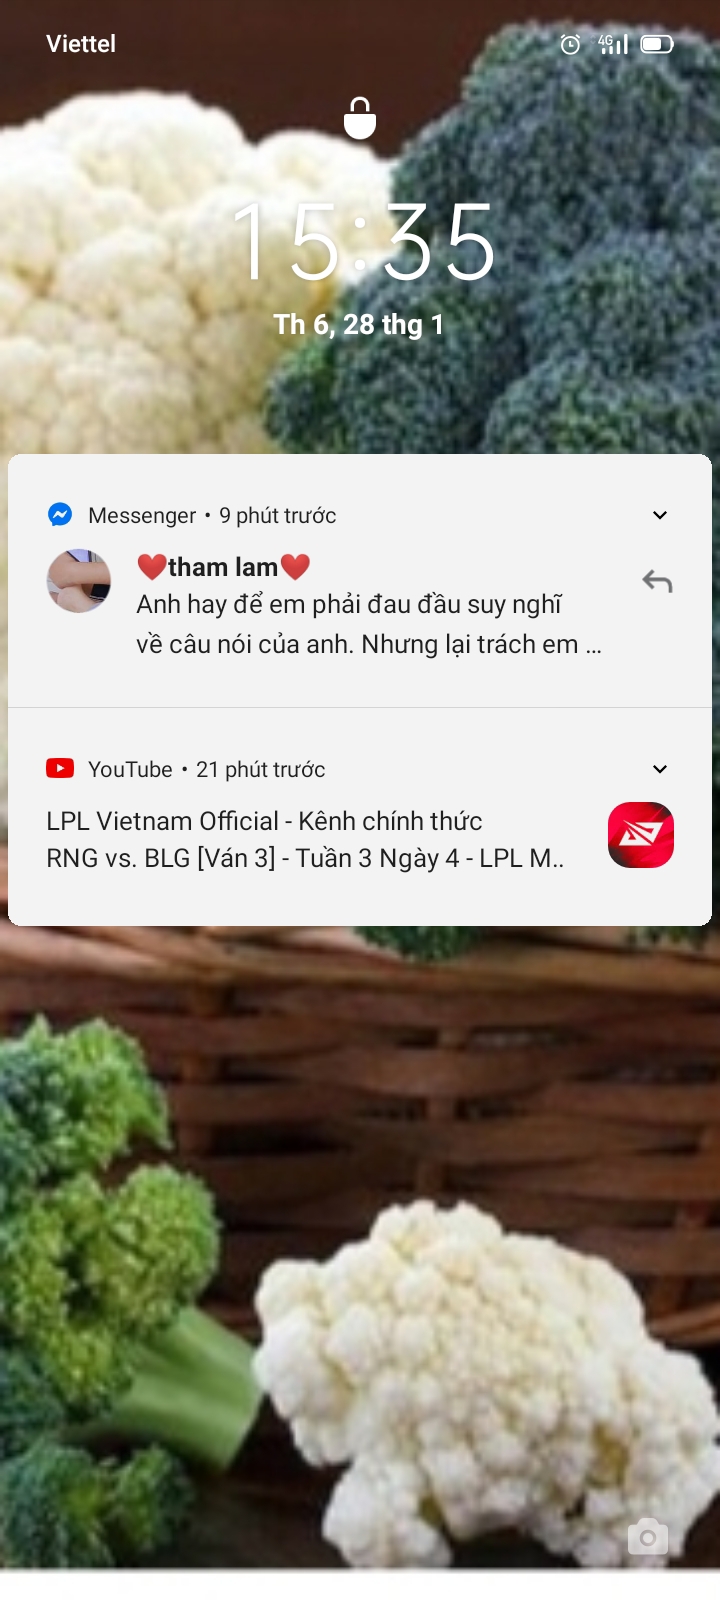 Viettel
4G
15:35
Th 6, 28 thg 1
Messenger • 9 phút trước
❤️tham lam❤️
Anh hay để em phải đau đầu suy nghĩ
về câu nói của anh. Nhưng lại trách em ...
YouTube • 21 phút trước
LPL Vietnam Official - Kênh chính thức
RNG vs. BLG [Ván 3] - Tuần 3 Ngày 4 - LPL M..